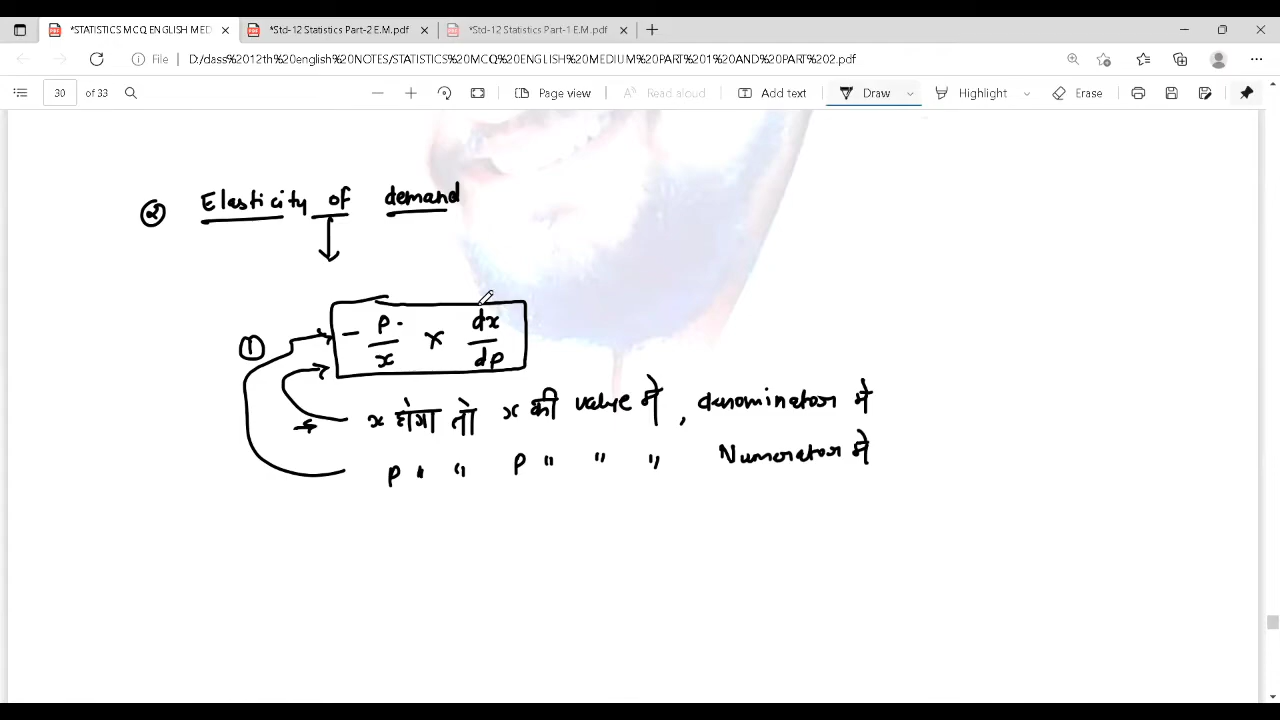 *STATISTICS MCQ ENGLISH MED
*Std-12 Statistics Part-2 E.M.pdf
*Std-12 Statistics Part-1 E.M.pdf
File D:/class%2012th%20english%20NOTES/STATISTICS%20MCQ%20ENGLISH%20MEDIUM%20PART%201%20AND%20PART%202.pdf
30 of 33 Page view Read aloud Add text Draw Highlight Erase
② Elasticity of demand
① - p/x × dx/dp
x होगा तो x की value में, denominator में
p " " p " " " Numerator में